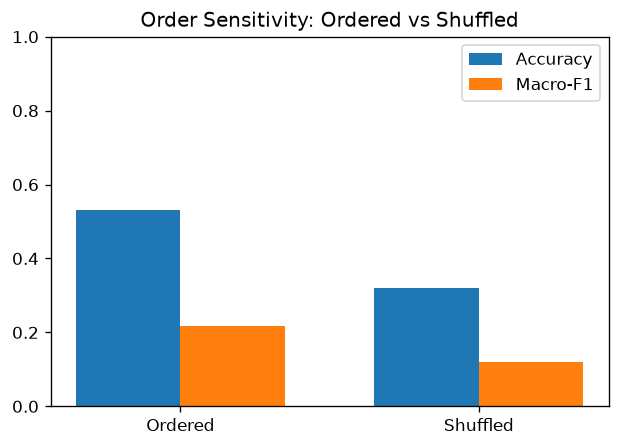 Order Sensitivity: Ordered vs Shuffled
1.0
0.8
0.6
0.4
0.2
0.0
Accuracy
Macro-F1
Ordered
Shuffled